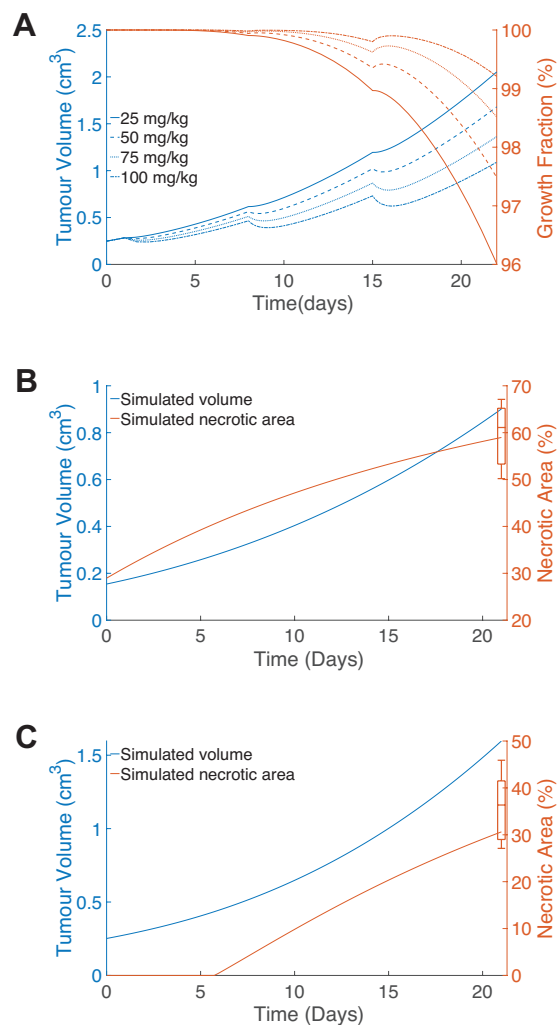 A
2.5
2
1.5
1
0.5
0
Tumour Volume (cm3)
25 mg/kg
50 mg/kg
75 mg/kg
100 mg/kg
100
99
98
97
96
Growth Fraction (%)
0 5 10 15 20
Time(days)
B
1
0.8
0.6
0.4
0.2
0
Tumour Volume (cm3)
Simulated volume
Simulated necrotic area
70
60
50
40
30
20
Necrotic Area (%)
0 5 10 15 20
Time (Days)
C
1.5
1
0.5
0
Tumour Volume (cm3)
Simulated volume
Simulated necrotic area
50
40
30
20
10
0
Necrotic Area (%)
0 5 10 15 20
Time (Days)